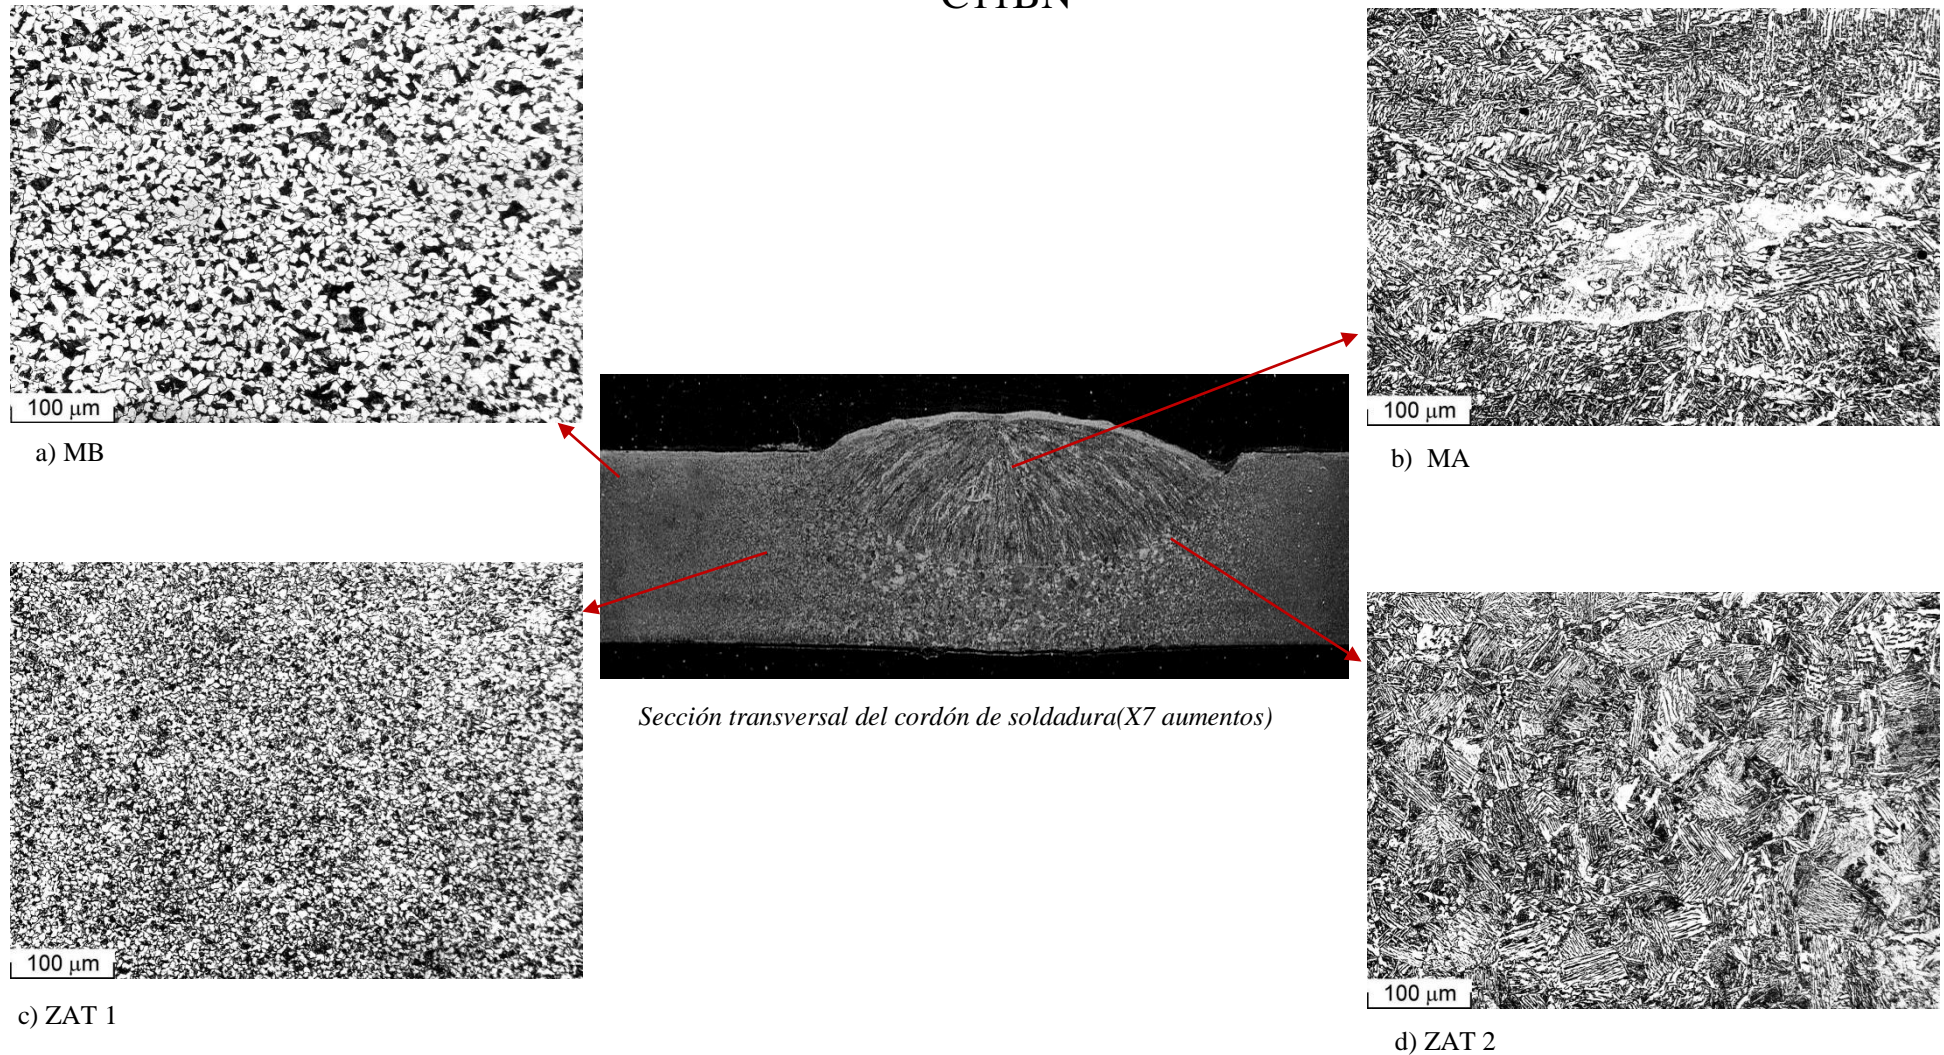 100 µm
a) MB
100 µm
b) MA
Sección transversal del cordón de soldadura(X7 aumentos)
100 µm
c) ZAT 1
100 µm
d) ZAT 2